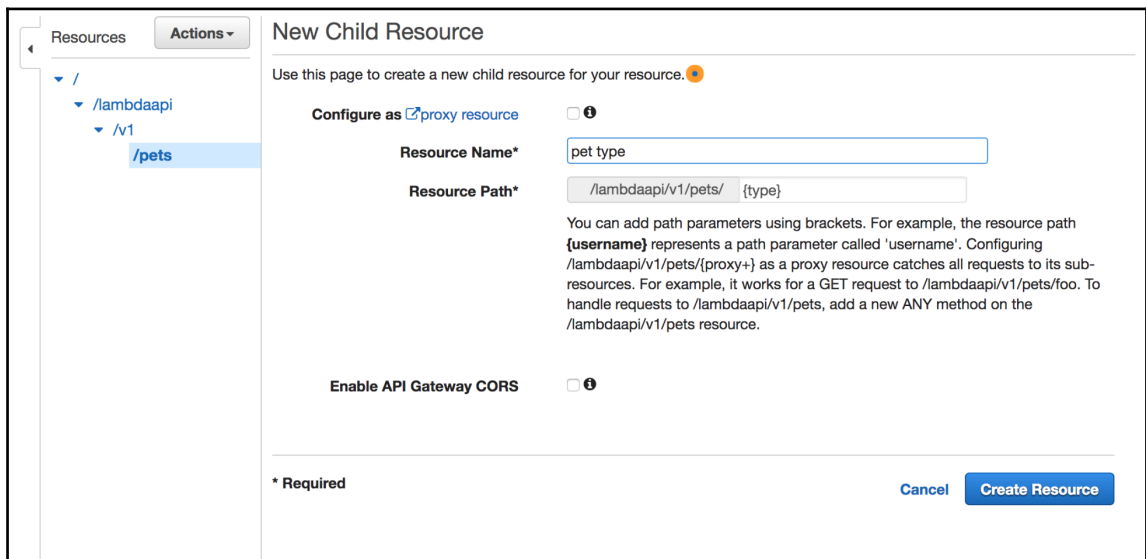 Resources
Actions
/
/lambdaapi
/v1
/pets
New Child Resource
Use this page to create a new child resource for your resource.
Configure as proxy resource
Resource Name*
pet type
Resource Path*
/lambdaapi/v1/pets/ {type}
You can add path parameters using brackets. For example, the resource path
{username} represents a path parameter called 'username'. Configuring
/lambdaapi/v1/pets/{proxy+} as a proxy resource catches all requests to its sub-
resources. For example, it works for a GET request to /lambdaapi/v1/pets/foo. To
handle requests to /lambdaapi/v1/pets, add a new ANY method on the
/lambdaapi/v1/pets resource.
Enable API Gateway CORS
* Required
Cancel
Create Resource